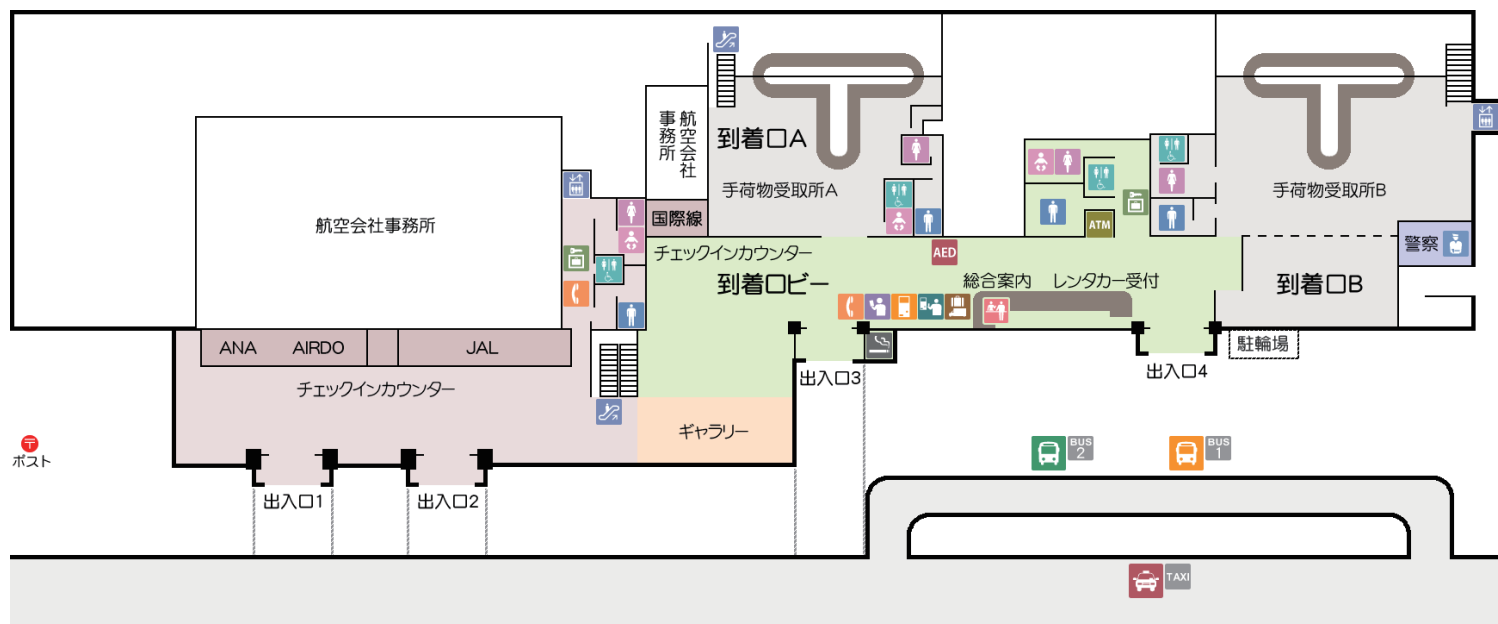 到着口A
手荷物受取所A
航空会社
事務所
国際線
チェックインカウンター
到着ロビー
航空会社事務所
ANA
AIRDO
JAL
チェックインカウンター
ギャラリー
出入口1
出入口2
出入口3
出入口4
AED
ATM
総合案内
レンタカー受付
手荷物受取所B
到着口B
警察
駐輪場
〒
ポスト
BUS
2
BUS
1
TAXI